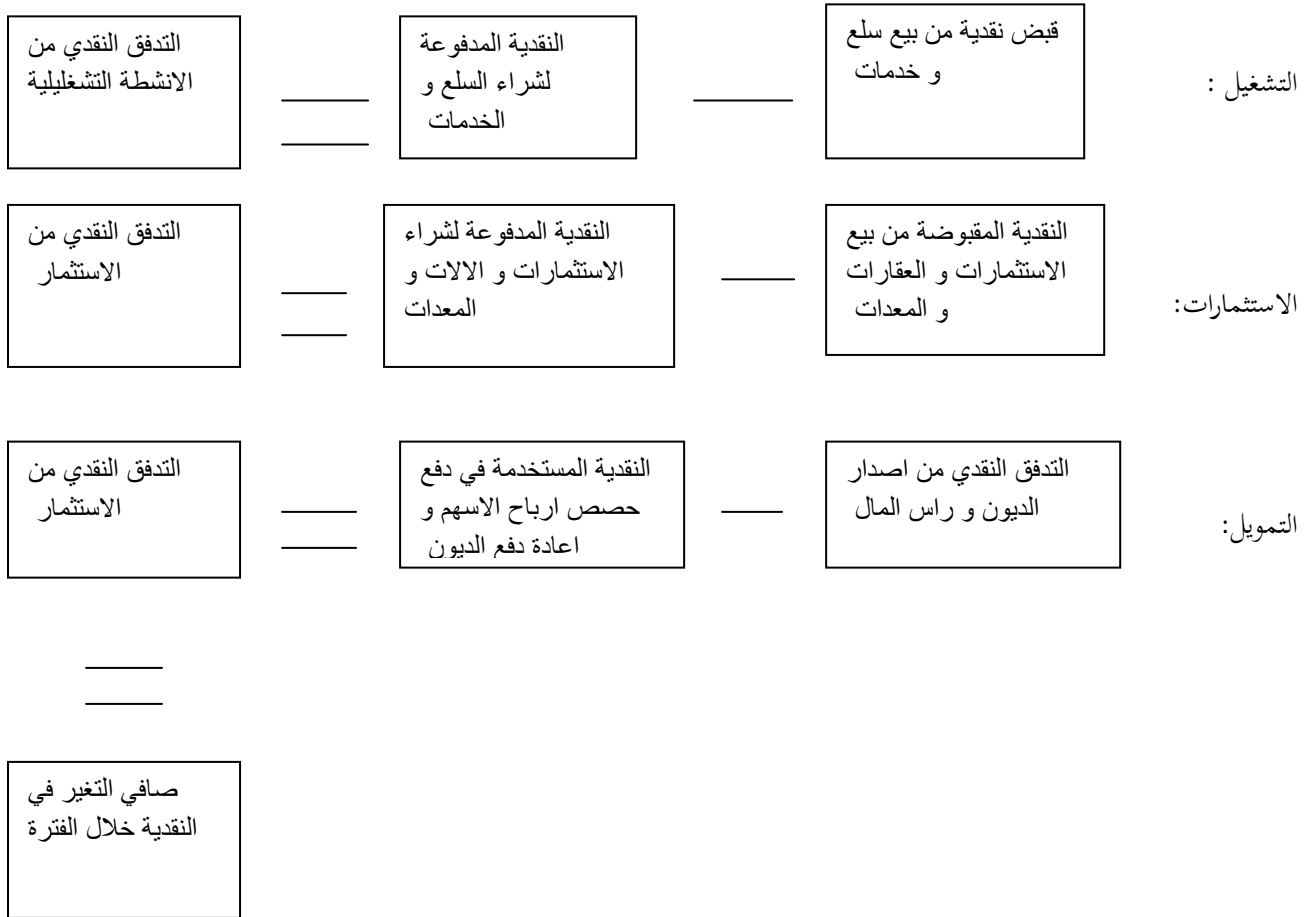 التشغيل :
قبض نقدية من بيع سلع
و خدمات
النقدية المدفوعة
لشراء السلع و
الخدمات
التدفق النقدي من
الانشطة التشغليلية
الاستثمارات:
النقدية المقبوضة من بيع
الاستثمارات و العقارات
و المعدات
النقدية المدفوعة لشراء
الاستثمارات و الالات و
المعدات
التدفق النقدي من
الاستثمار
التمويل:
التدفق النقدي من اصدار
الديون و راس المال
النقدية المستخدمة في دفع
حصص ارباح الاسهم و
اعادة دفع الديون
التدفق النقدي من
الاستثمار
صافي التغير في
النقدية خلال الفترة